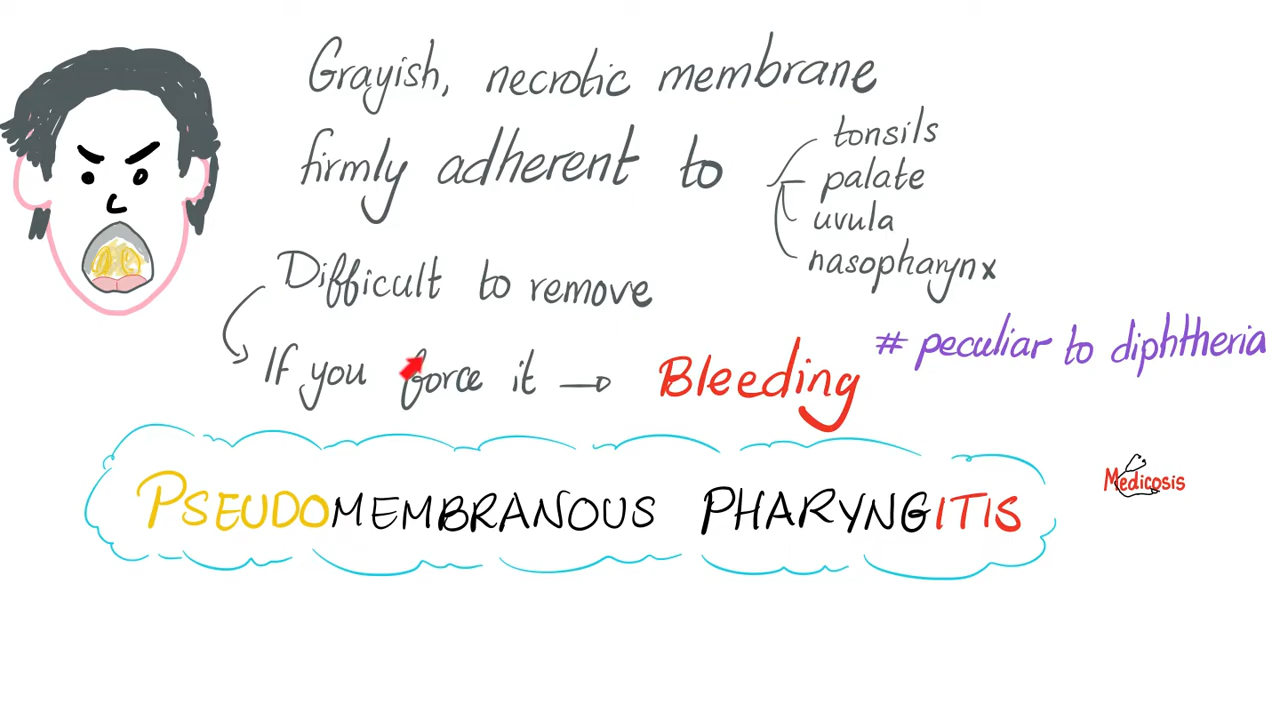 Grayish, necrotic membrane
firmly adherent to
tonsils
palate
uvula
nasopharynx
Difficult to remove
If you force it → Bleeding
# peculiar to diphtheria
PSEUDOMEMBRANOUS PHARYNGITIS
Medicosis